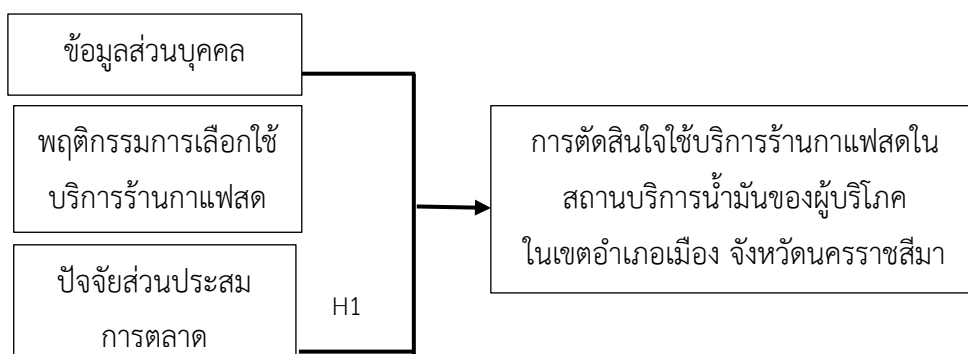 ข้อมูลส่วนบุคคล
พฤติกรรมการเลือกใช้
บริการร้านกาแฟสด
ปัจจัยส่วนประสม
การตลาด
H1
การตัดสินใจใช้บริการร้านกาแฟสดใน
สถานบริการน้ำมันของผู้บริโภค
ในเขตอำเภอเมือง จังหวัดนครราชสีมา